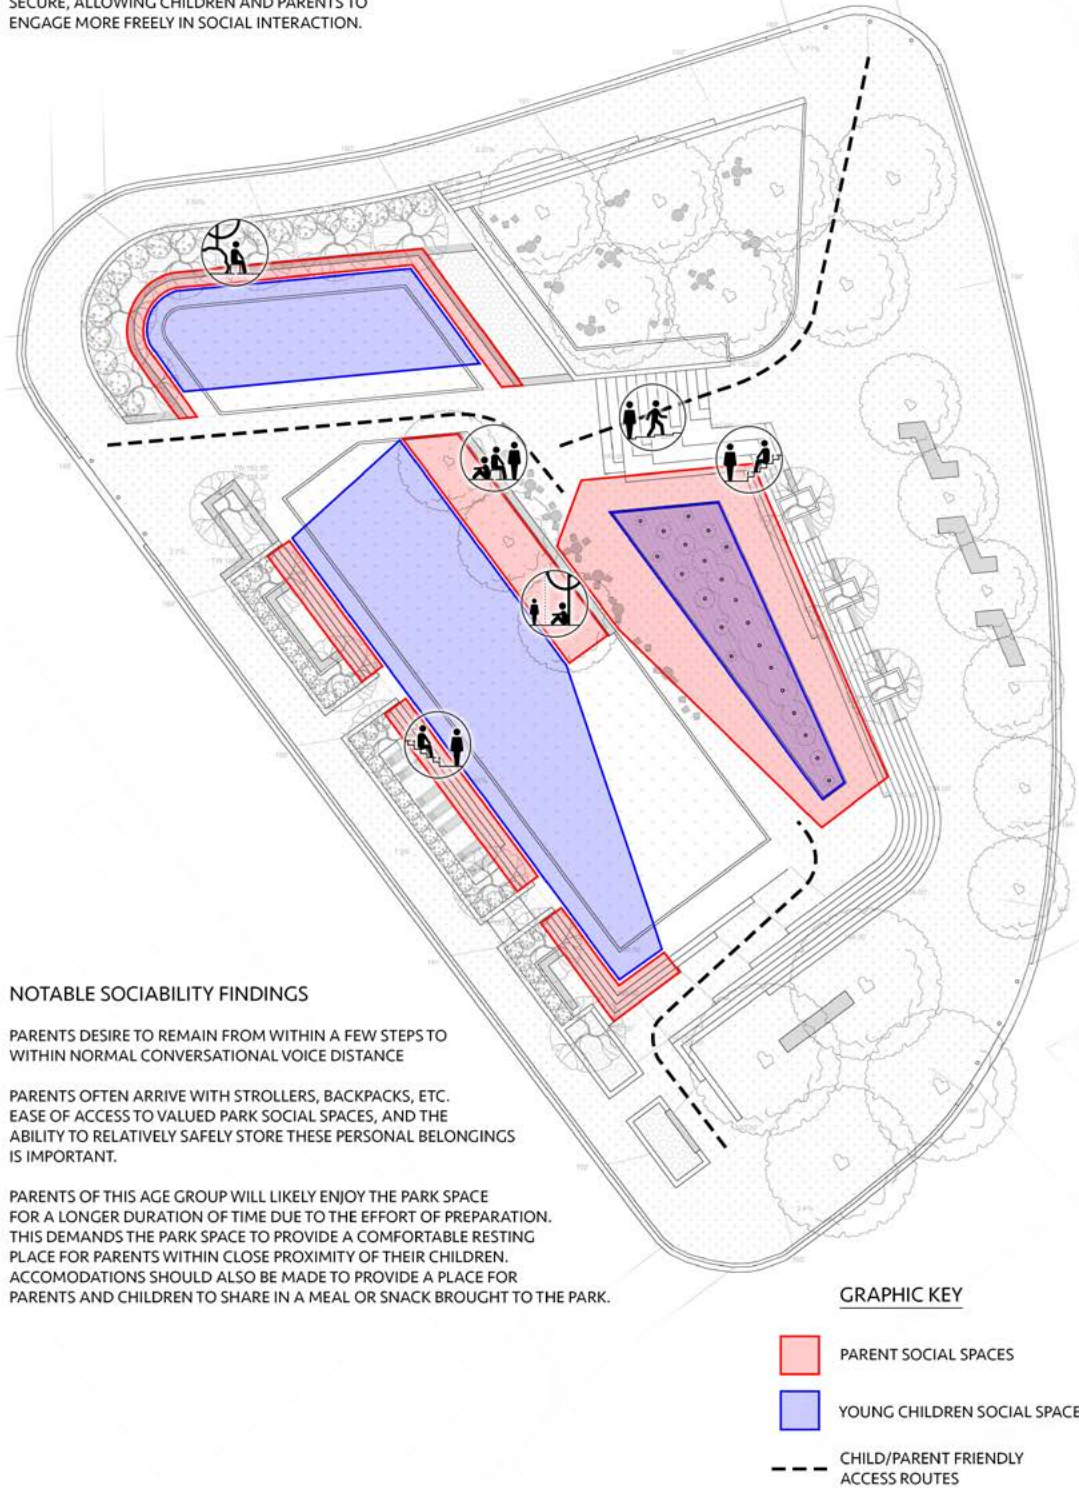 SECURE, ALLOWING CHILDREN AND PARENTS TO
ENGAGE MORE FREELY IN SOCIAL INTERACTION.
NOTABLE SOCIABILITY FINDINGS
PARENTS DESIRE TO REMAIN FROM WITHIN A FEW STEPS TO
WITHIN NORMAL CONVERSATIONAL VOICE DISTANCE
PARENTS OFTEN ARRIVE WITH STROLLERS, BACKPACKS, ETC.
EASE OF ACCESS TO VALUED PARK SOCIAL SPACES, AND THE
ABILITY TO RELATIVELY SAFELY STORE THESE PERSONAL BELONGINGS
IS IMPORTANT.
PARENTS OF THIS AGE GROUP WILL LIKELY ENJOY THE PARK SPACE
FOR A LONGER DURATION OF TIME DUE TO THE EFFORT OF PREPARATION.
THIS DEMANDS THE PARK SPACE TO PROVIDE A COMFORTABLE RESTING
PLACE FOR PARENTS WITHIN CLOSE PROXIMITY OF THEIR CHILDREN.
ACCOMODATIONS SHOULD ALSO BE MADE TO PROVIDE A PLACE FOR
PARENTS AND CHILDREN TO SHARE IN A MEAL OR SNACK BROUGHT TO THE PARK.
GRAPHIC KEY
PARENT SOCIAL SPACES
YOUNG CHILDREN SOCIAL SPACE
CHILD/PARENT FRIENDLY
ACCESS ROUTES